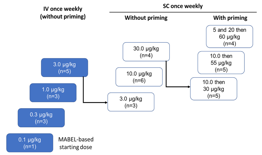 IV once weekly
(without priming)
SC once weekly
Without priming
With priming
3.0 µg/kg
(n=5)
1.0 µg/kg
(n=3)
0.3 µg/kg
(n=3)
0.1 µg/kg
(n=1)
MABEL-based
starting dose
30.0 µg/kg
(n=4)
10.0 µg/kg
(n=6)
3.0 µg/kg
(n=3)
5 and 20 then
60 µg/kg
(n=4)
10.0 then
55 µg/kg
(n=5)
10.0 then
30 µg/kg
(n=5)